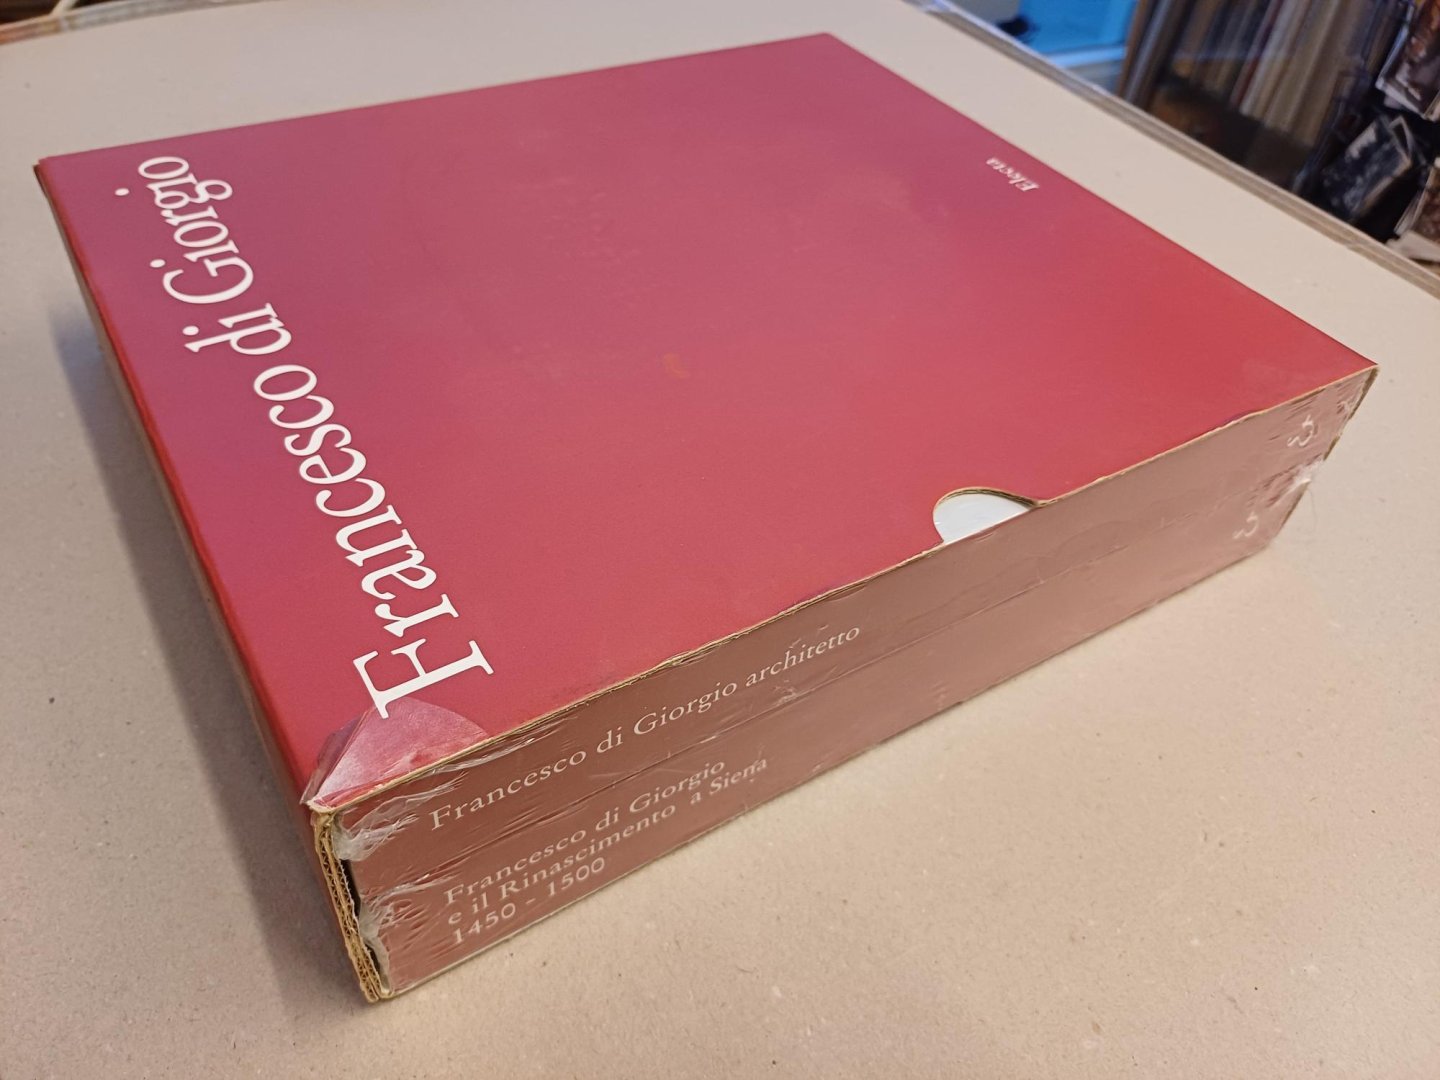 Francesco di Giorgio
Electa
Francesco di Giorgio architetto
Francesco di Giorgio
e il Rinascimento a Siena
1450 - 1500